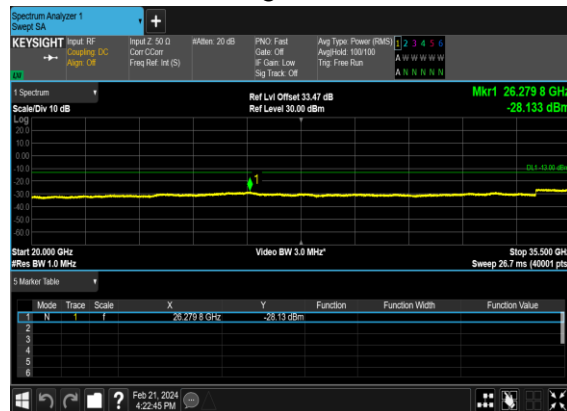 Spectrum Analyzer 1
Swept SA
+
KEYSIGHT Input: RF Input Z: 50 Ω #Atten: 20 dB PNO: Fast Avg Type: Power (RMS) 1 2 3 4 5 6
Coupling: DC Corr CCorr Gate: Off Avg|Hold: 100/100 A W W W W W
Align: Off Freq Ref: Int (S) IF Gain: Low Trig: Free Run
Sig Track: Off A N N N N N
LXI
1 Spectrum Ref Lvl Offset 33.47 dB Mkr1 26.279 8 GHz
Scale/Div 10 dB Ref Level 30.00 dBm -28.133 dBm
Log
20.0
10.0
0.00
-10.0 DL1 -13.00 dBm
-20.0 1
-30.0
-40.0
-50.0
-60.0
Start 20.000 GHz Video BW 3.0 MHz* Stop 35.500 GHz
#Res BW 1.0 MHz Sweep 26.7 ms (40001 pts
5 Marker Table
Mode Trace Scale X Y Function Function Width Function Value
1 N 1 f 26.279 8 GHz -28.13 dBm
2
3
4
5
6
? Feb 21, 2024
4:22:45 PM